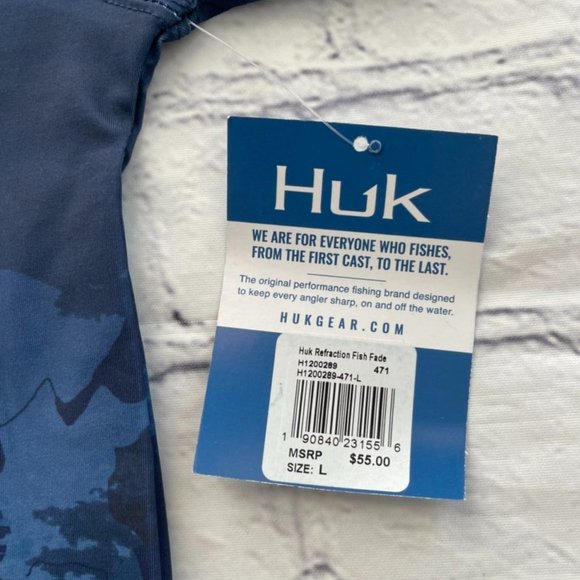 Huk
WE ARE FOR EVERYONE WHO FISHES,
FROM THE FIRST CAST, TO THE LAST.
The original performance fishing brand designed
to keep every angler sharp, on and off the water.
HUKGEAR.COM
Huk Refraction Fish Fade
H1200289 471
H1200289-471-L
1 90840 23155 6
MSRP $55.00
SIZE: L